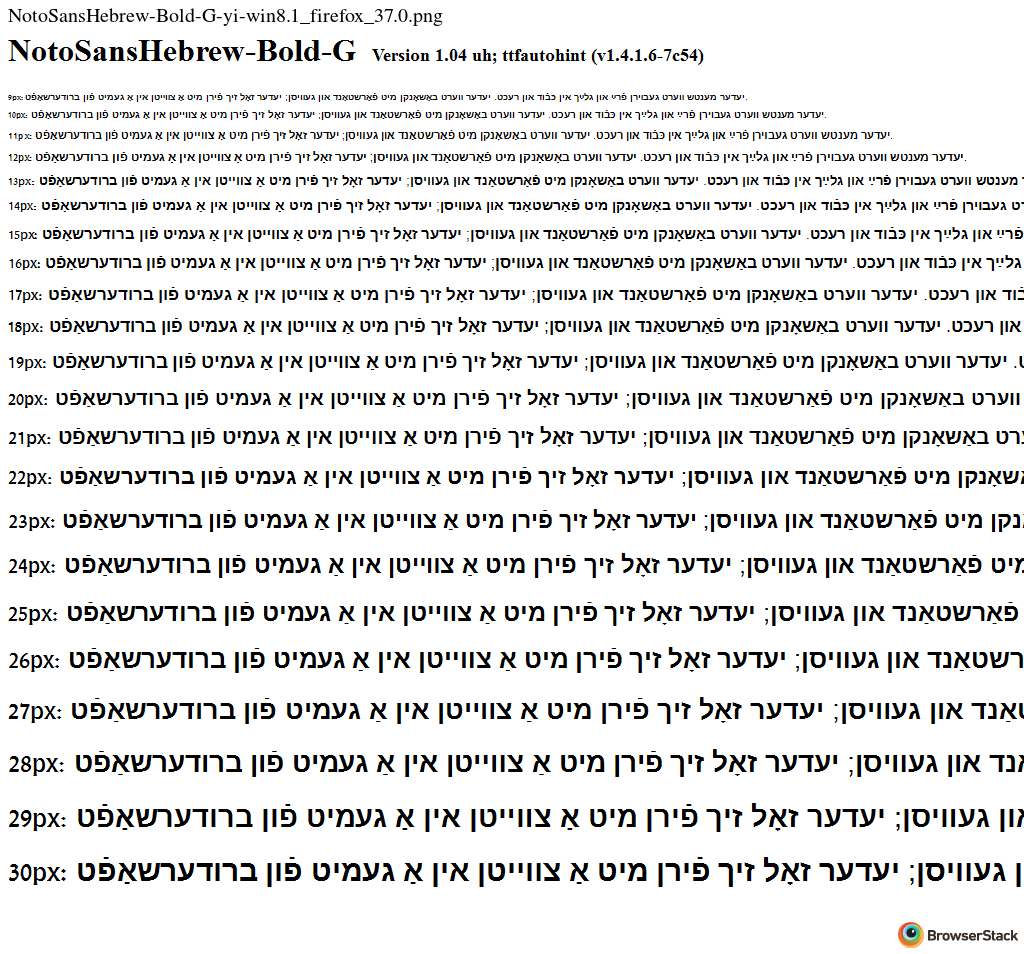 NotoSansHebrew-Bold-G-yi-win8.1_firefox_37.0.png
NotoSansHebrew-Bold-G Version 1.04 uh; ttfautohint (v1.4.1.6-7c54)
9px: יעדער מענטש ווערט געבוירן פֿרײַ און גלײַך אין כּבֿוד און רעכט. יעדער ווערט באַשאָנקן מיט פֿאַרשטאַנד און געוויסן; יעדער זאָל זיך פֿירן מיט אַ צווייטן אין אַ געמיט פֿון ברודערשאַפֿט.
10px: יעדער מענטש ווערט געבוירן פֿרײַ און גלײַך אין כּבֿוד און רעכט. יעדער ווערט באַשאָנקן מיט פֿאַרשטאַנד און געוויסן; יעדער זאָל זיך פֿירן מיט אַ צווייטן אין אַ געמיט פֿון ברודערשאַפֿט.
11px: יעדער מענטש ווערט געבוירן פֿרײַ און גלײַך אין כּבֿוד און רעכט. יעדער ווערט באַשאָנקן מיט פֿאַרשטאַנד און געוויסן; יעדער זאָל זיך פֿירן מיט אַ צווייטן אין אַ געמיט פֿון ברודערשאַפֿט.
12px: יעדער מענטש ווערט געבוירן פֿרײַ און גלײַך אין כּבֿוד און רעכט. יעדער ווערט באַשאָנקן מיט פֿאַרשטאַנד און געוויסן; יעדער זאָל זיך פֿירן מיט אַ צווייטן אין אַ געמיט פֿון ברודערשאַפֿט.
13px: מענטש ווערט געבוירן פֿרײַ און גלײַך אין כּבֿוד און רעכט. יעדער ווערט באַשאָנקן מיט פֿאַרשטאַנד און געוויסן; יעדער זאָל זיך פֿירן מיט אַ צווייטן אין אַ געמיט פֿון ברודערשאַפֿט
14px: געבוירן פֿרײַ און גלײַך אין כּבֿוד און רעכט. יעדער ווערט באַשאָנקן מיט פֿאַרשטאַנד און געוויסן; יעדער זאָל זיך פֿירן מיט אַ צווייטן אין אַ געמיט פֿון ברודערשאַפֿט
15px: פֿרײַ און גלײַך אין כּבֿוד און רעכט. יעדער ווערט באַשאָנקן מיט פֿאַרשטאַנד און געוויסן; יעדער זאָל זיך פֿירן מיט אַ צווייטן אין אַ געמיט פֿון ברודערשאַפֿט
16px: גלײַך אין כּבֿוד און רעכט. יעדער ווערט באַשאָנקן מיט פֿאַרשטאַנד און געוויסן; יעדער זאָל זיך פֿירן מיט אַ צווייטן אין אַ געמיט פֿון ברודערשאַפֿט
17px: און רעכט. יעדער ווערט באַשאָנקן מיט פֿאַרשטאַנד און געוויסן; יעדער זאָל זיך פֿירן מיט אַ צווייטן אין אַ געמיט פֿון ברודערשאַפֿט
18px: און רעכט. יעדער ווערט באַשאָנקן מיט פֿאַרשטאַנד און געוויסן; יעדער זאָל זיך פֿירן מיט אַ צווייטן אין אַ געמיט פֿון ברודערשאַפֿט
19px: . יעדער ווערט באַשאָנקן מיט פֿאַרשטאַנד און געוויסן; יעדער זאָל זיך פֿירן מיט אַ צווייטן אין אַ געמיט פֿון ברודערשאַפֿט
20px: ווערט באַשאָנקן מיט פֿאַרשטאַנד און געוויסן; יעדער זאָל זיך פֿירן מיט אַ צווייטן אין אַ געמיט פֿון ברודערשאַפֿט
21px: באַשאָנקן מיט פֿאַרשטאַנד און געוויסן; יעדער זאָל זיך פֿירן מיט אַ צווייטן אין אַ געמיט פֿון ברודערשאַפֿט
22px: מיט פֿאַרשטאַנד און געוויסן; יעדער זאָל זיך פֿירן מיט אַ צווייטן אין אַ געמיט פֿון ברודערשאַפֿט
23px: מיט פֿאַרשטאַנד און געוויסן; יעדער זאָל זיך פֿירן מיט אַ צווייטן אין אַ געמיט פֿון ברודערשאַפֿט
24px: מיט פֿאַרשטאַנד און געוויסן; יעדער זאָל זיך פֿירן מיט אַ צווייטן אין אַ געמיט פֿון ברודערשאַפֿט
25px: פֿאַרשטאַנד און געוויסן; יעדער זאָל זיך פֿירן מיט אַ צווייטן אין אַ געמיט פֿון ברודערשאַפֿט
26px: און געוויסן; יעדער זאָל זיך פֿירן מיט אַ צווייטן אין אַ געמיט פֿון ברודערשאַפֿט
27px: און געוויסן; יעדער זאָל זיך פֿירן מיט אַ צווייטן אין אַ געמיט פֿון ברודערשאַפֿט
28px: און געוויסן; יעדער זאָל זיך פֿירן מיט אַ צווייטן אין אַ געמיט פֿון ברודערשאַפֿט
29px: געוויסן; יעדער זאָל זיך פֿירן מיט אַ צווייטן אין אַ געמיט פֿון ברודערשאַפֿט
30px: געוויסן; יעדער זאָל זיך פֿירן מיט אַ צווייטן אין אַ געמיט פֿון ברודערשאַפֿט
BrowserStack